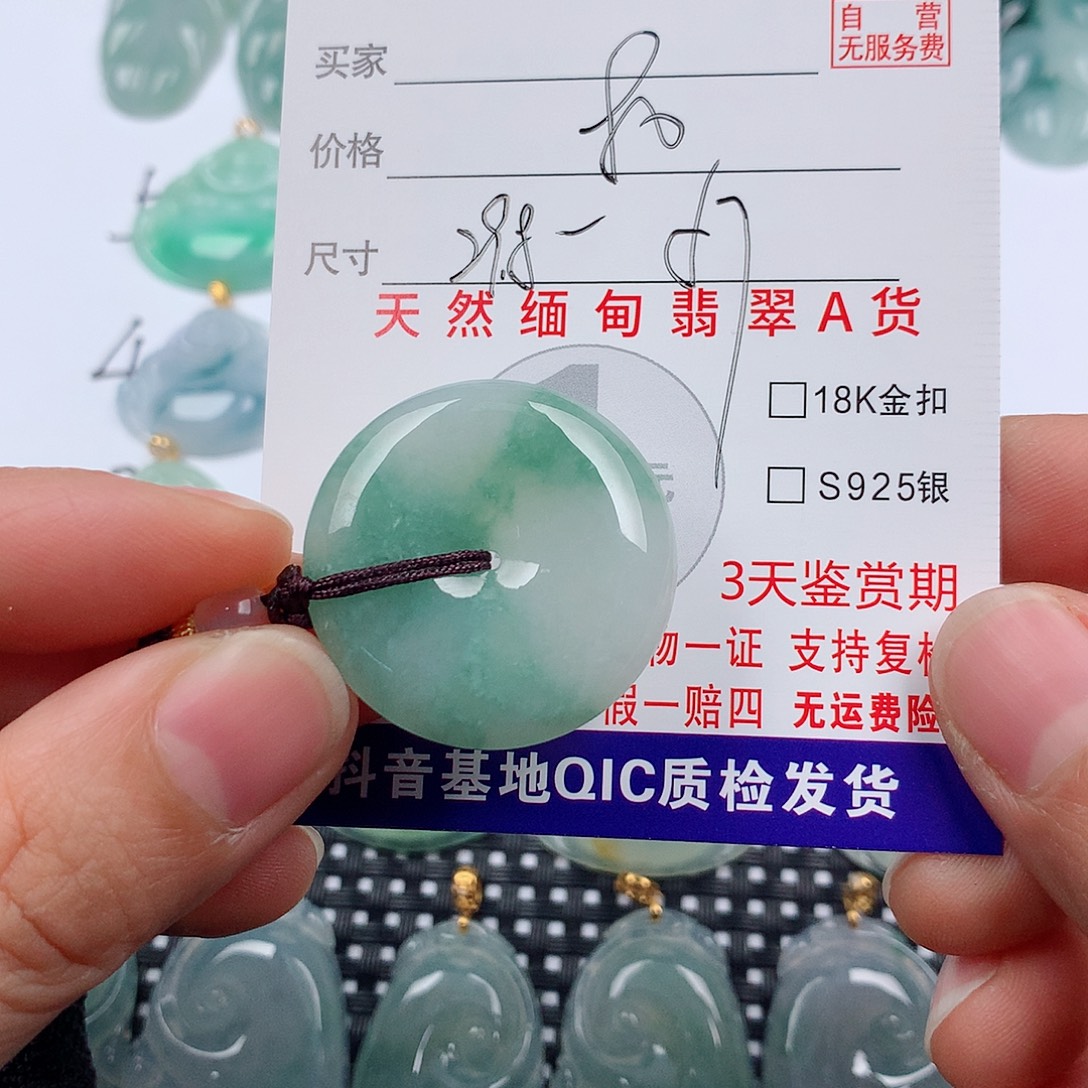 自 营
无服务费
买家
价格
尺寸
天然缅甸翡翠A货
18K金扣
S925银
3天鉴赏期
物一证 支持复检
假一赔四 无运费险
抖音基地QIC质检发货
4